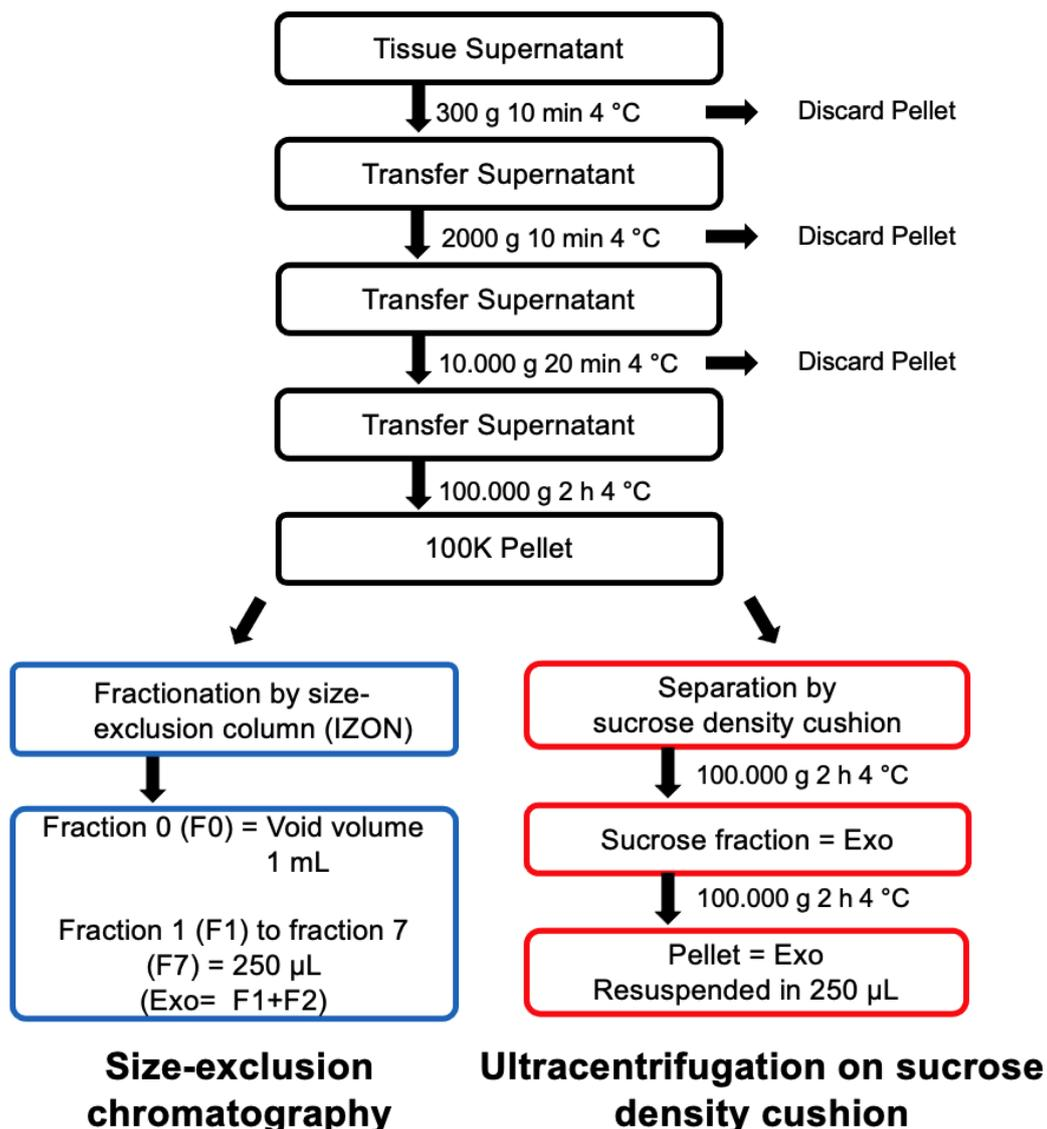 Tissue Supernatant
300 g 10 min 4 °C
Discard Pellet
Transfer Supernatant
2000 g 10 min 4 °C
Discard Pellet
Transfer Supernatant
10.000 g 20 min 4 °C
Discard Pellet
Transfer Supernatant
100.000 g 2 h 4 °C
100K Pellet
Fractionation by size-
exclusion column (IZON)
Fraction 0 (F0) = Void volume
1 mL
Fraction 1 (F1) to fraction 7
(F7) = 250 µL
(Exo= F1+F2)
Size-exclusion
chromatography
Separation by
sucrose density cushion
100.000 g 2 h 4 °C
Sucrose fraction = Exo
100.000 g 2 h 4 °C
Pellet = Exo
Resuspended in 250 µL
Ultracentrifugation on sucrose
density cushion